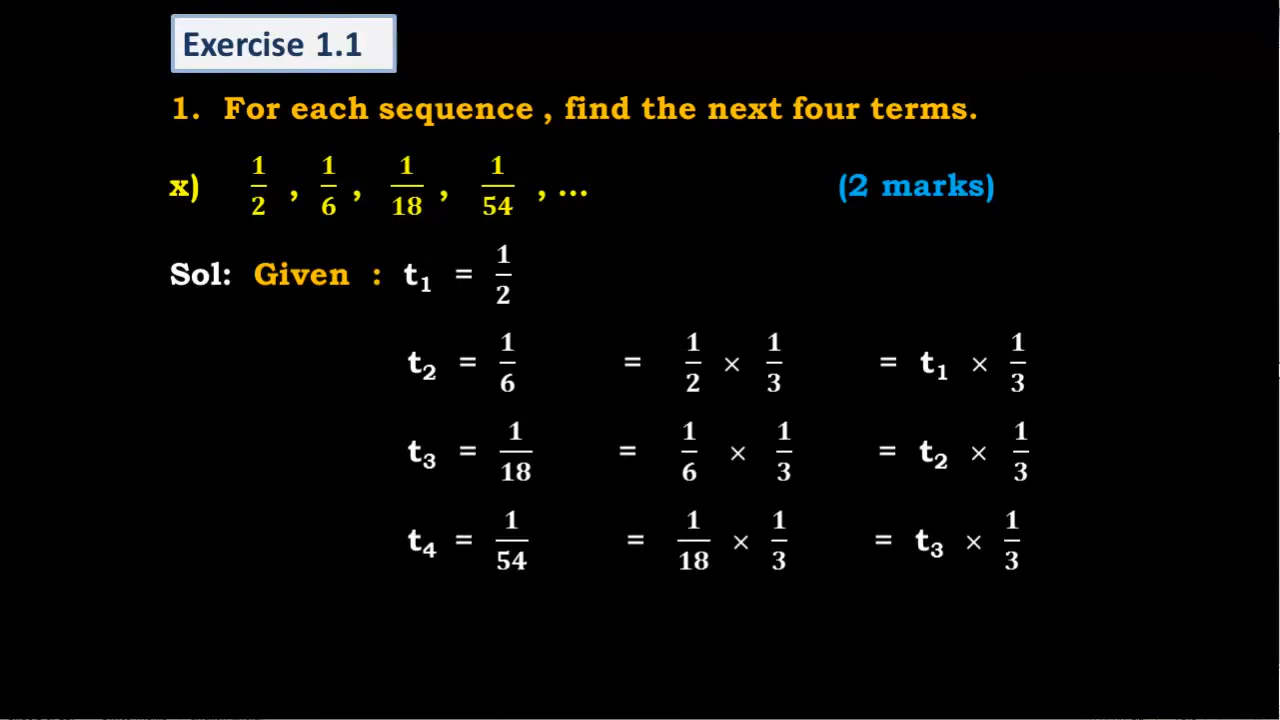 Exercise 1.1
1. For each sequence , find the next four terms.
x) 1/2 , 1/6 , 1/18 , 1/54 , ... (2 marks)
Sol: Given : t₁ = 1/2
t₂ = 1/6 = 1/2 × 1/3 = t₁ × 1/3
t₃ = 1/18 = 1/6 × 1/3 = t₂ × 1/3
t₄ = 1/54 = 1/18 × 1/3 = t₃ × 1/3